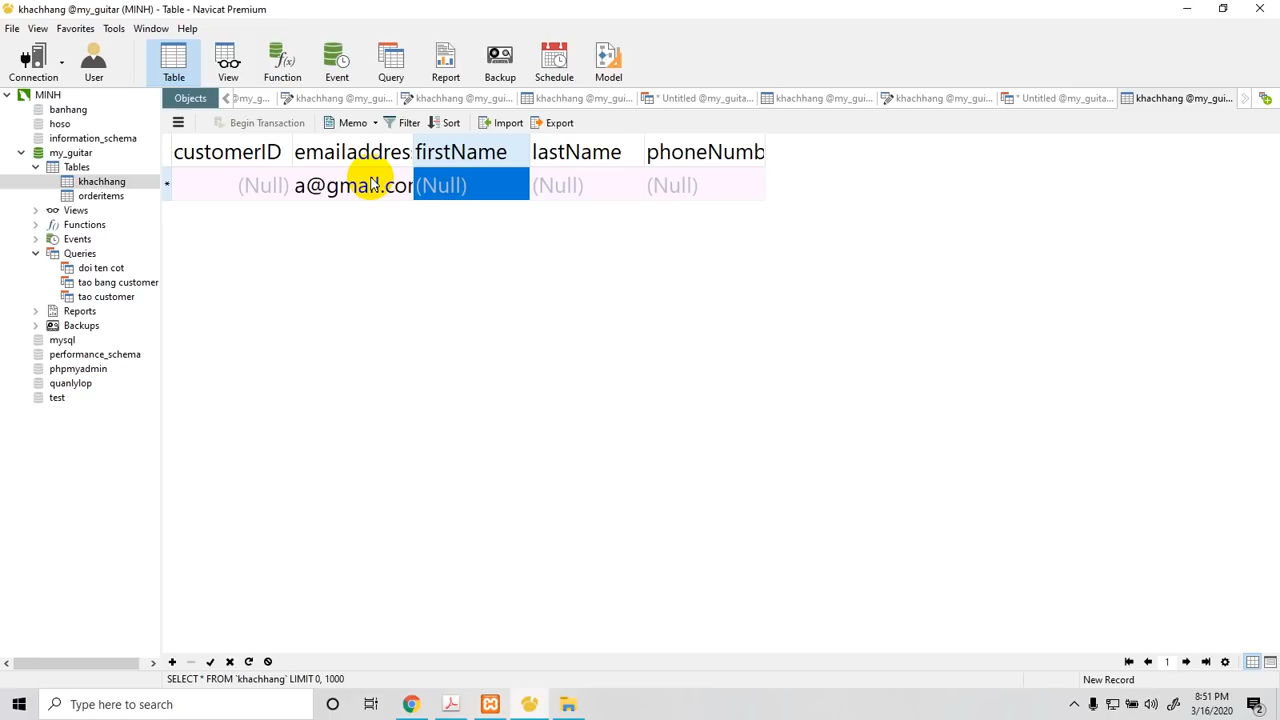 khachhang @my_guitar (MINH) - Table - Navicat Premium
File View Favorites Tools Window Help
Connection User Table View Function Event Query Report Backup Schedule Model
MINH
banhang
hoso
information_schema
my_guitar
Tables
khachhang
orderitems
Views
Functions
Events
Queries
doi ten cot
tao bang customer
tao customer
Reports
Backups
mysql
performance_schema
phpmyadmin
quanlylop
test
Objects @my_g... khachhang @my_gui... khachhang @my_gui... khachhang @my_gui... * Untitled @my_guita... khachhang @my_gui... khachhang @my_gui... * Untitled @my_guita... khachhang @my_gu...
Begin Transaction Memo Filter Sort Import Export
customerID emailaddres firstName lastName phoneNumb
* (Null) a@gmail.cor (Null) (Null) (Null)
1
SELECT * FROM `khachhang` LIMIT 0, 1000 New Record
Type here to search
8:51 PM
3/16/2020
2